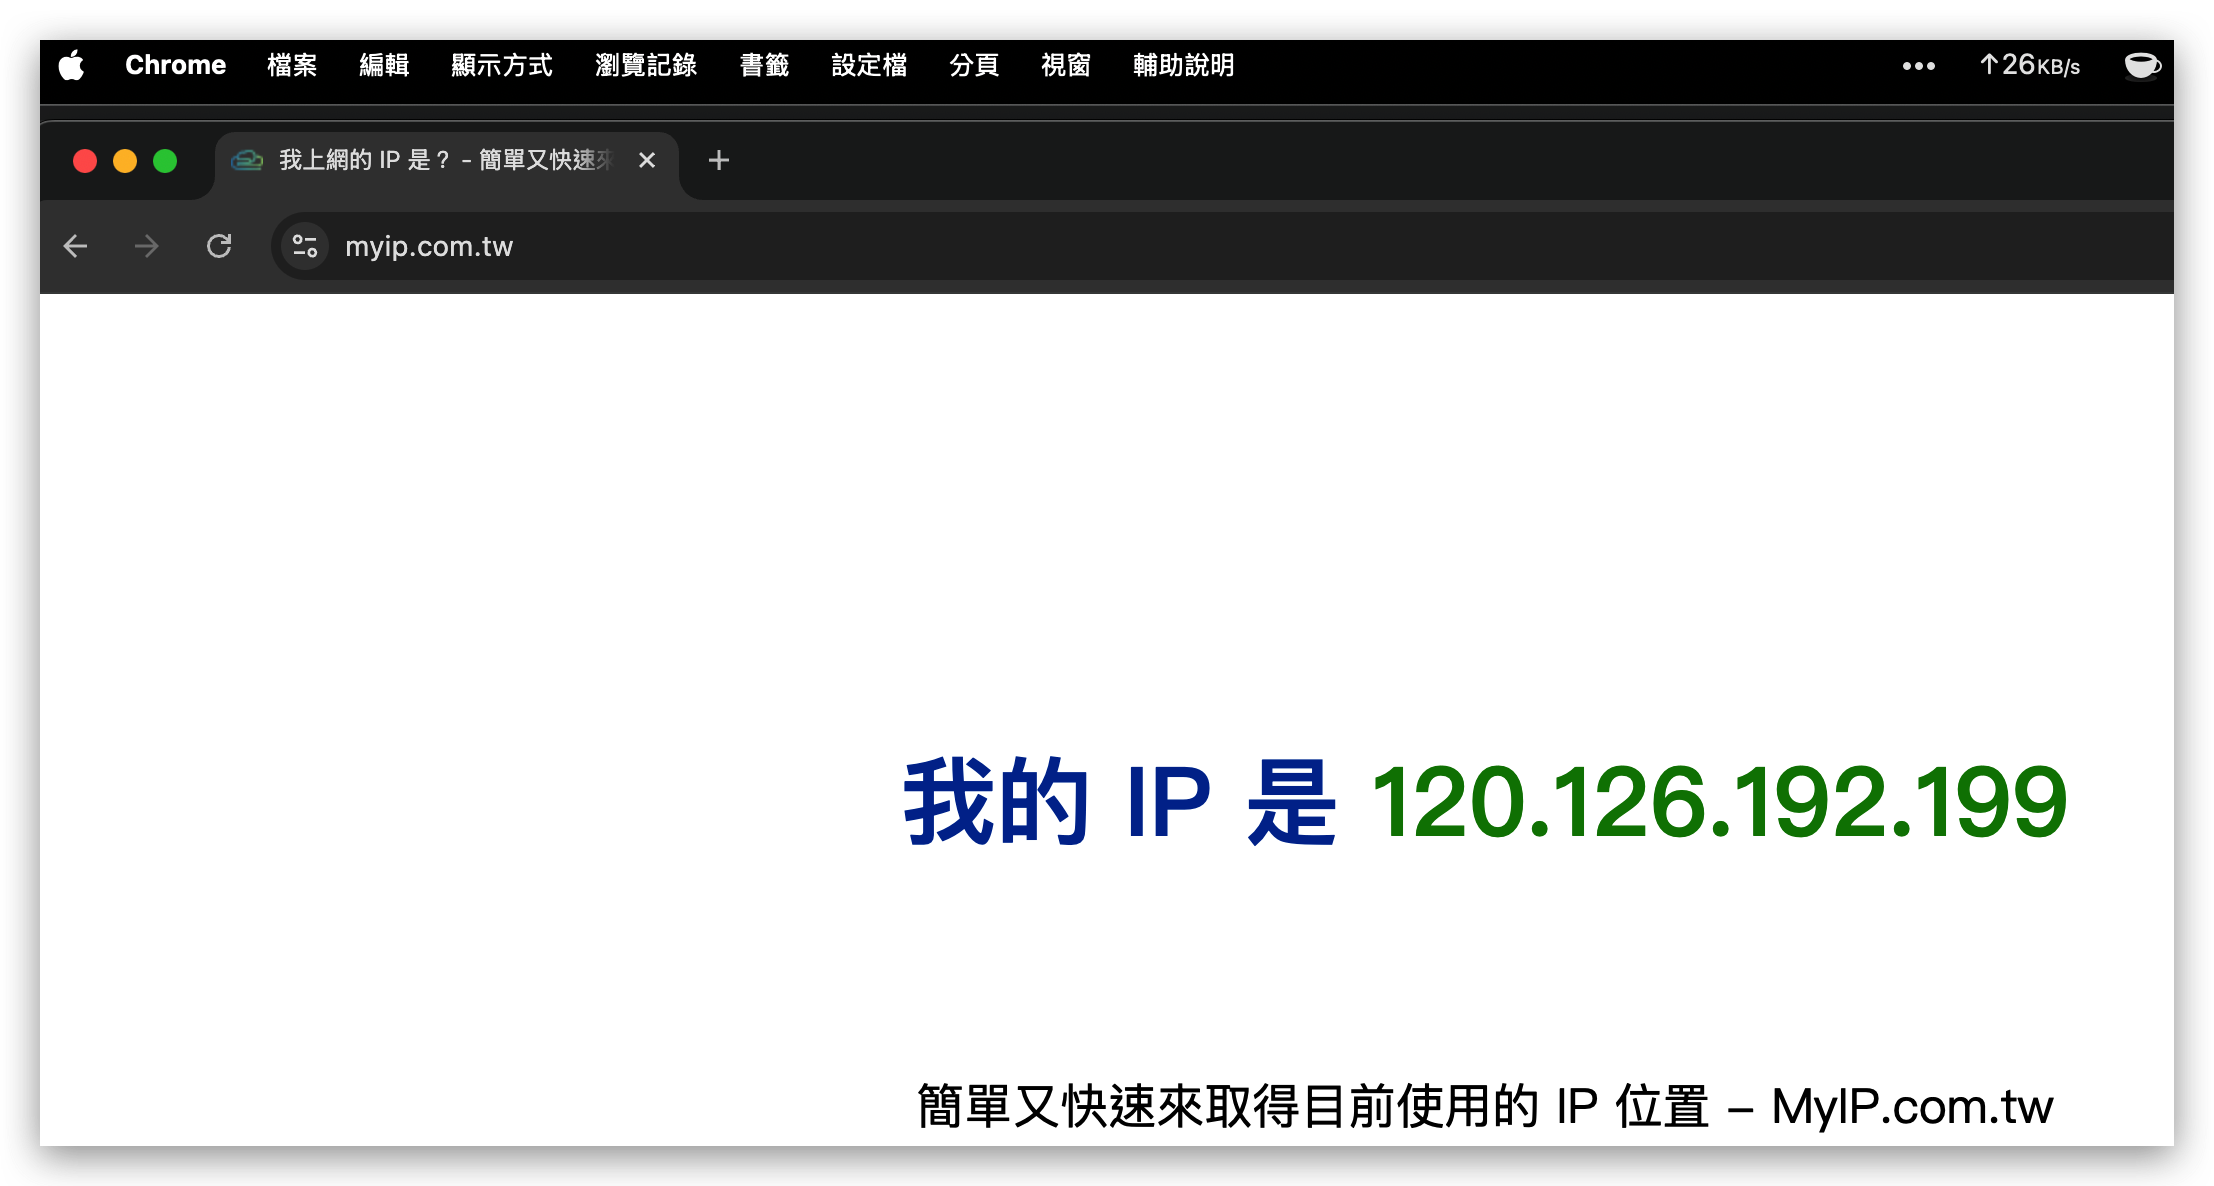 Chrome 檔案 編輯 顯示方式 瀏覽記錄 書籤 設定檔 分頁 視窗 輔助說明 ••• ↑26KB/s
我上網的 IP 是？ - 簡單又快速來
myip.com.tw
我的 IP 是 120.126.192.199
簡單又快速來取得目前使用的 IP 位置 – MyIP.com.tw